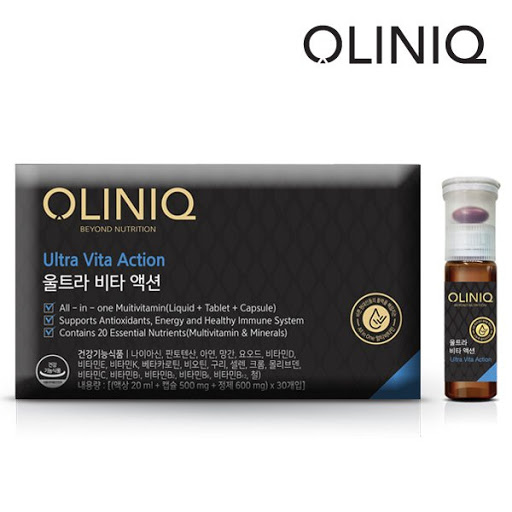 OLINIQ
OLINIQ
BEYOND NUTRITION
Ultra Vita Action
울트라 비타 액션
All - in - one Multivitamin(Liquid + Tablet + Capsule)
Supports Antioxidants, Energy and Healthy Immune System
Contains 20 Essential Nutrients(Multivitamin & Minerals)
건강기능식품 | 나이아신, 판토텐산, 아연, 망간, 요오드, 비타민D,
비타민E, 비타민K, 베타카로틴, 비오틴, 구리, 셀렌, 크롬, 몰리브덴,
비타민C, 비타민B₁, 비타민B₂, 비타민B₆, 비타민B₁₂, 철)
내용량 : [(액상 20 ml + 캡슐 500 mg + 정제 600 mg) x 30개입]
건강
기능식품
OLINIQ
울트라
비타 액션
Ultra Vita Action